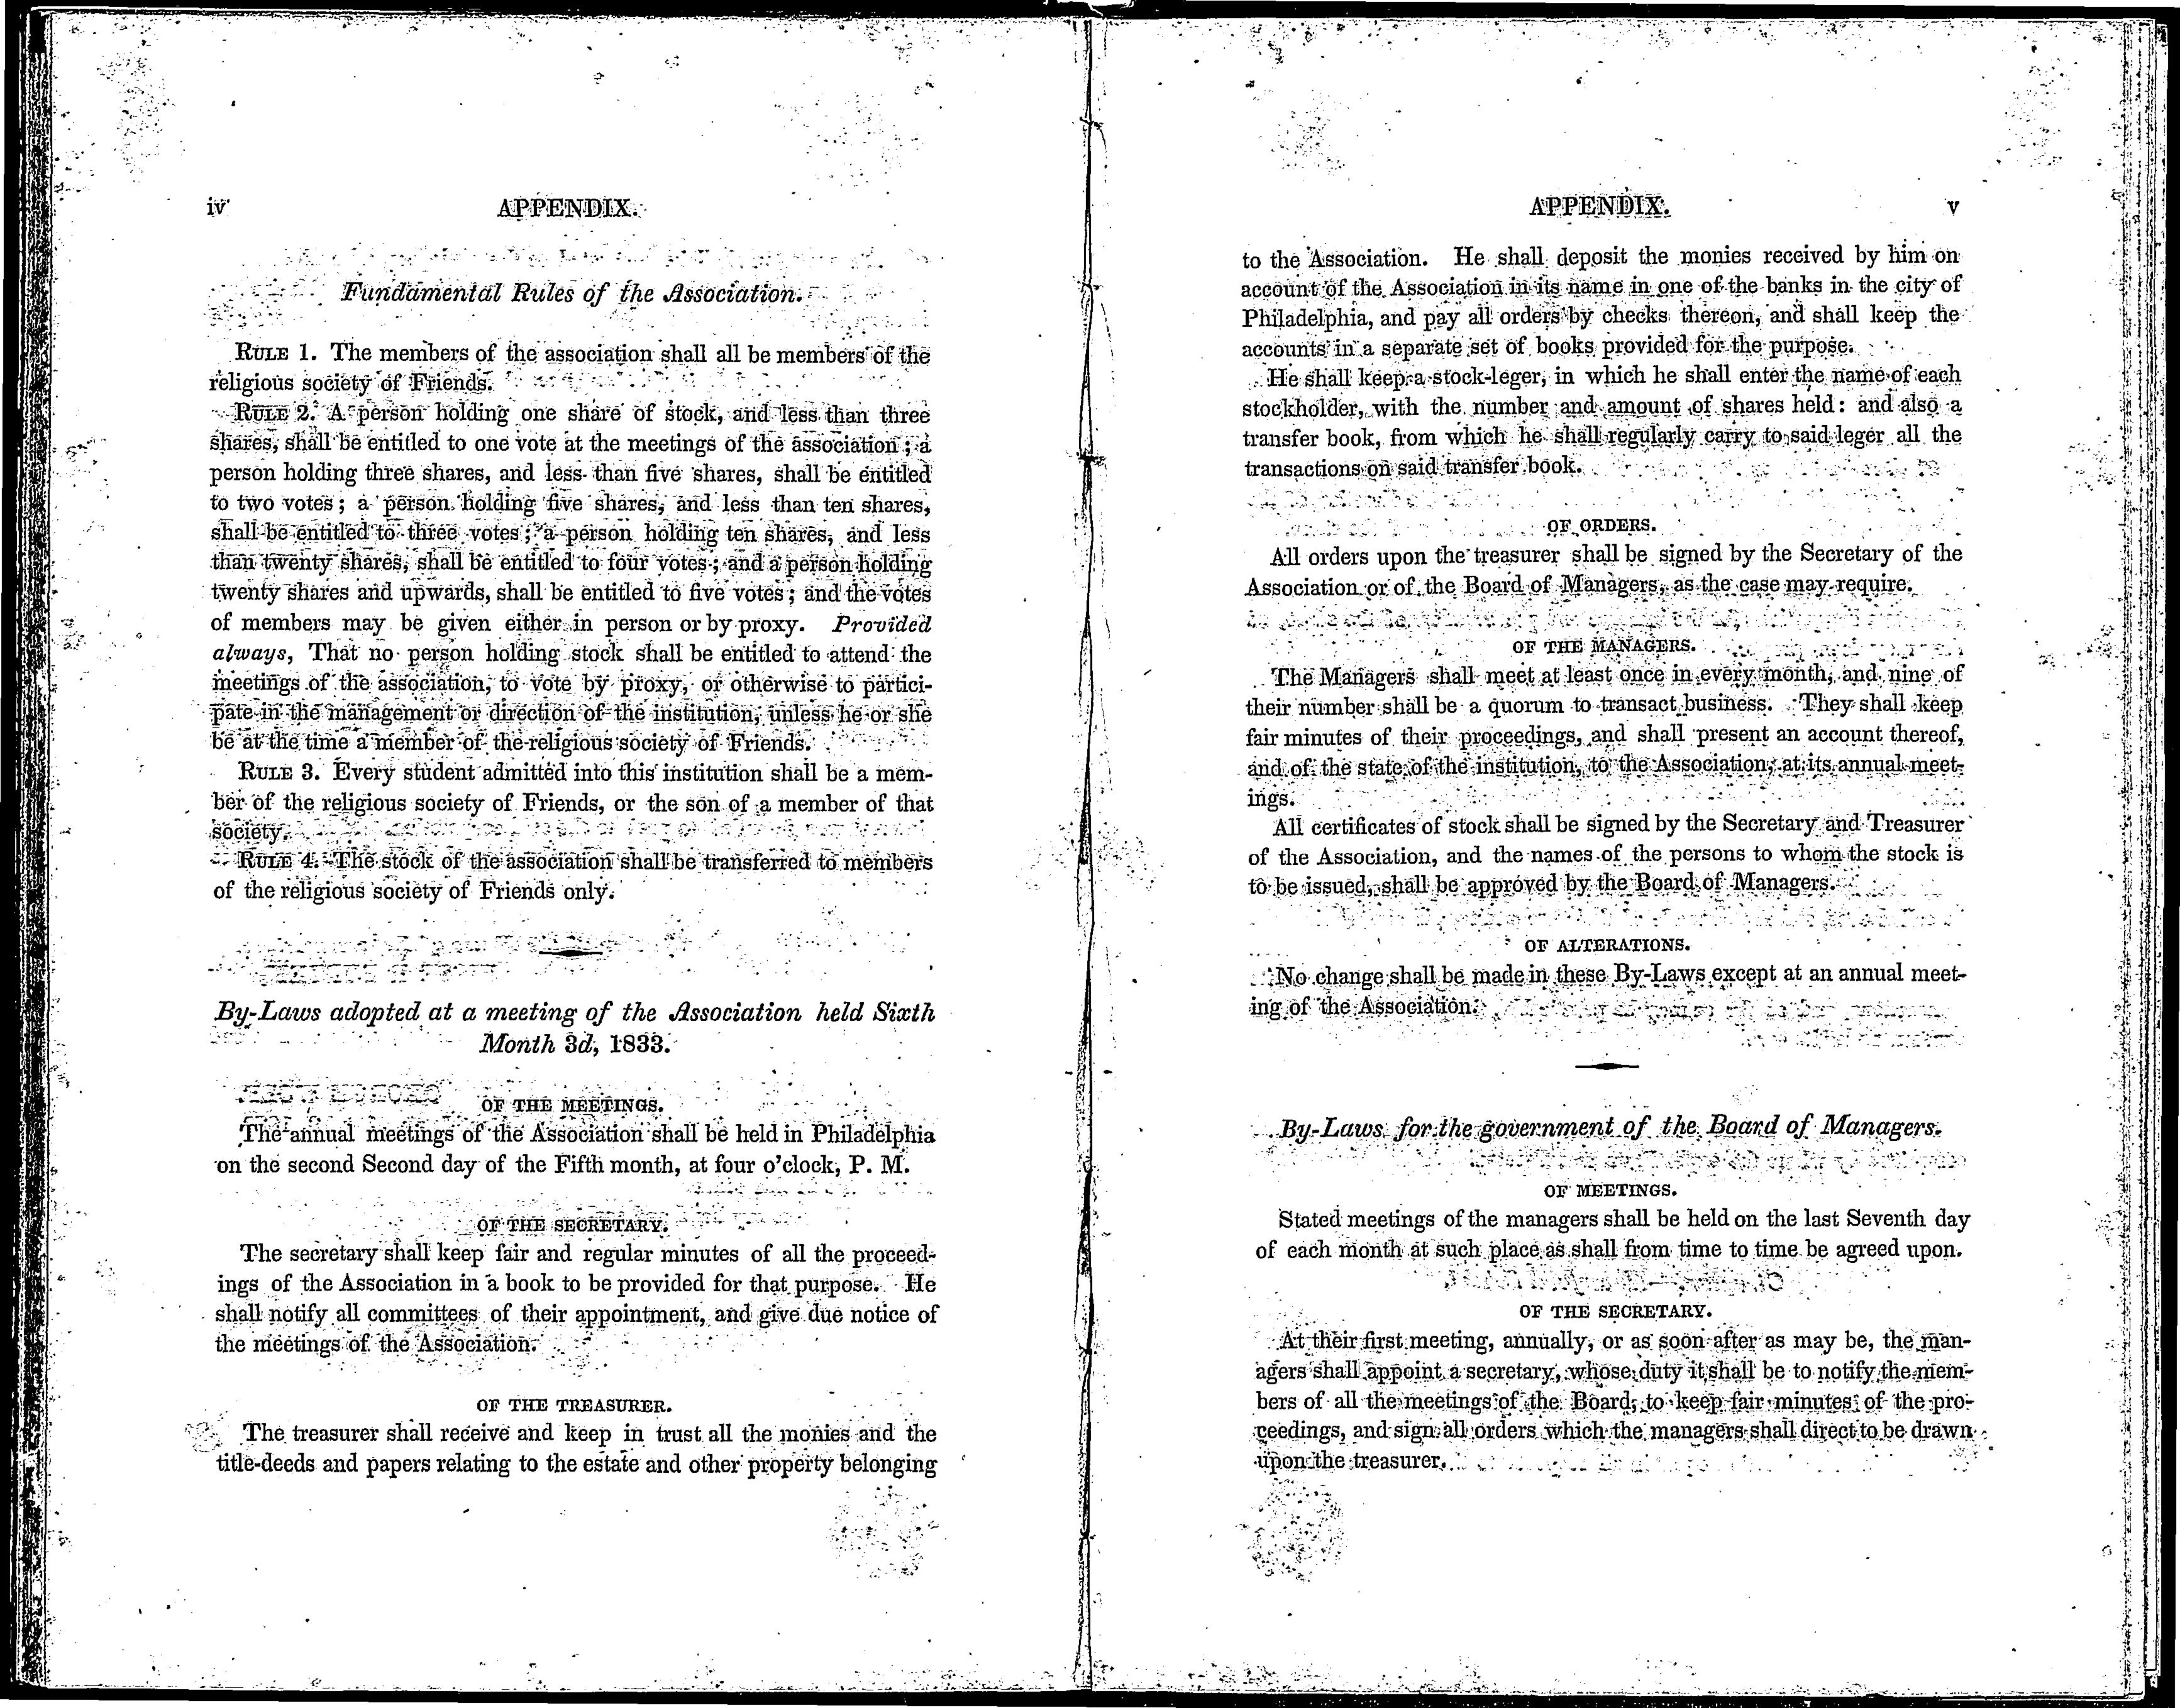 iv
APPENDIX.
Fundamental Rules of the Association.
RULE 1. The members of the association shall all be members of the
religious society of Friends.
RULE 2. A person holding one share of stock, and less than three
shares, shall be entitled to one vote at the meetings of the association; a
person holding three shares, and less than five shares, shall be entitled
to two votes; a person holding five shares, and less than ten shares,
shall be entitled to three votes; a person holding ten shares, and less
than twenty shares, shall be entitled to four votes; and a person holding
twenty shares and upwards, shall be entitled to five votes; and the votes
of members may be given either in person or by proxy. Provided
always, That no person holding stock shall be entitled to attend the
meetings of the association, to vote by proxy, or otherwise to partici-
pate in the management or direction of the institution, unless he or she
be at the time a member of the religious society of Friends.
RULE 3. Every student admitted into this institution shall be a mem-
ber of the religious society of Friends, or the son of a member of that
society.
RULE 4. The stock of the association shall be transferred to members
of the religious society of Friends only.
By-Laws adopted at a meeting of the Association held Sixth
Month 3d, 1833.
OF THE MEETINGS.
The annual meetings of the Association shall be held in Philadelphia
on the second Second day of the Fifth month, at four o'clock, P. M.
OF THE SECRETARY.
The secretary shall keep fair and regular minutes of all the proceed-
ings of the Association in a book to be provided for that purpose. He
shall notify all committees of their appointment, and give due notice of
the meetings of the Association.
OF THE TREASURER.
The treasurer shall receive and keep in trust all the monies and the
title-deeds and papers relating to the estate and other property belonging
APPENDIX.
v
to the Association. He shall deposit the monies received by him on
account of the Association in its name in one of the banks in the city of
Philadelphia, and pay all orders by checks thereon, and shall keep the
accounts in a separate set of books provided for the purpose.
He shall keep a stock-leger, in which he shall enter the name of each
stockholder, with the number and amount of shares held: and also a
transfer book, from which he shall regularly carry to said leger all the
transactions on said transfer book.
OF ORDERS.
All orders upon the treasurer shall be signed by the Secretary of the
Association or of the Board of Managers, as the case may require.
OF THE MANAGERS.
The Managers shall meet at least once in every month, and nine of
their number shall be a quorum to transact business. They shall keep
fair minutes of their proceedings, and shall present an account thereof,
and of the state of the institution, to the Association, at its annual meet-
ings.
All certificates of stock shall be signed by the Secretary and Treasurer
of the Association, and the names of the persons to whom the stock is
to be issued, shall be approved by the Board of Managers.
OF ALTERATIONS.
No change shall be made in these By-Laws except at an annual meet-
ing of the Association.
By-Laws for the government of the Board of Managers.
OF MEETINGS.
Stated meetings of the managers shall be held on the last Seventh day
of each month at such place as shall from time to time be agreed upon.
OF THE SECRETARY.
At their first meeting, annually, or as soon after as may be, the man-
agers shall appoint a secretary, whose duty it shall be to notify the mem-
bers of all the meetings of the Board, to keep fair minutes of the pro-
ceedings, and sign all orders which the managers shall direct to be drawn
upon the treasurer.